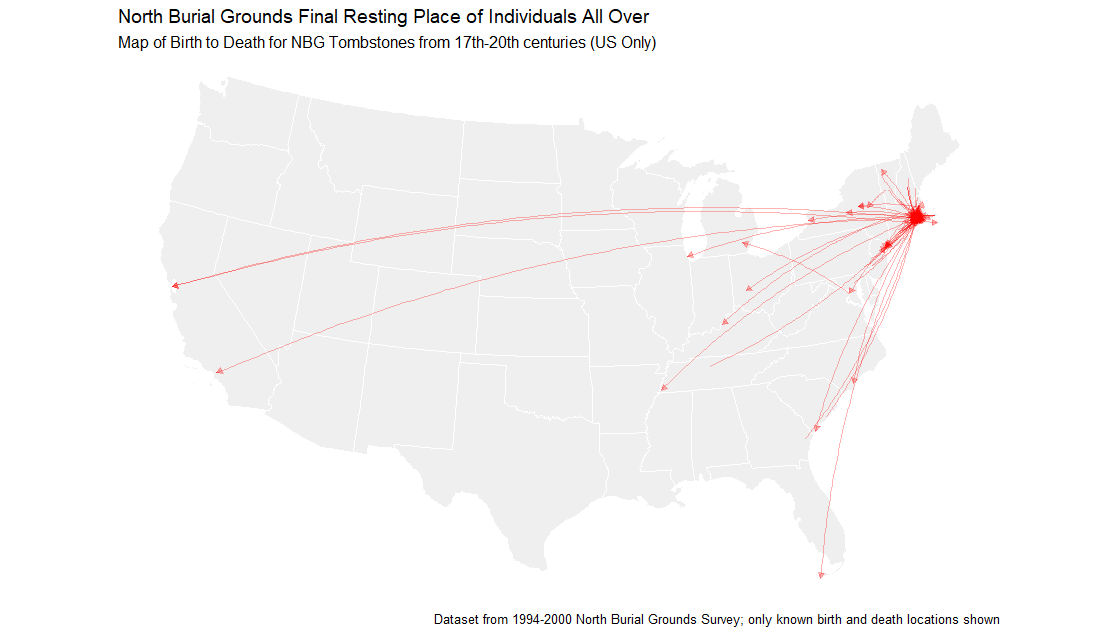 North Burial Grounds Final Resting Place of Individuals All Over
Map of Birth to Death for NBG Tombstones from 17th-20th centuries (US Only)
Dataset from 1994-2000 North Burial Grounds Survey; only known birth and death locations shown